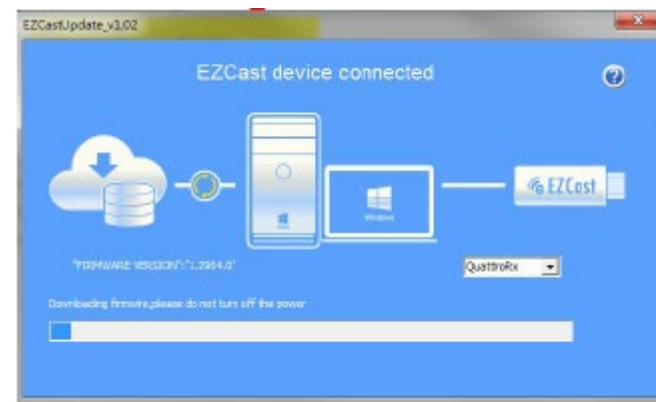 EZCastUpdate_v1.02
EZCast device connected
EZCast
Windows
"FIRMWARE VERSION":"1.2964.0"
QuattroRx
Downloading firmwire,please do not turn off the power